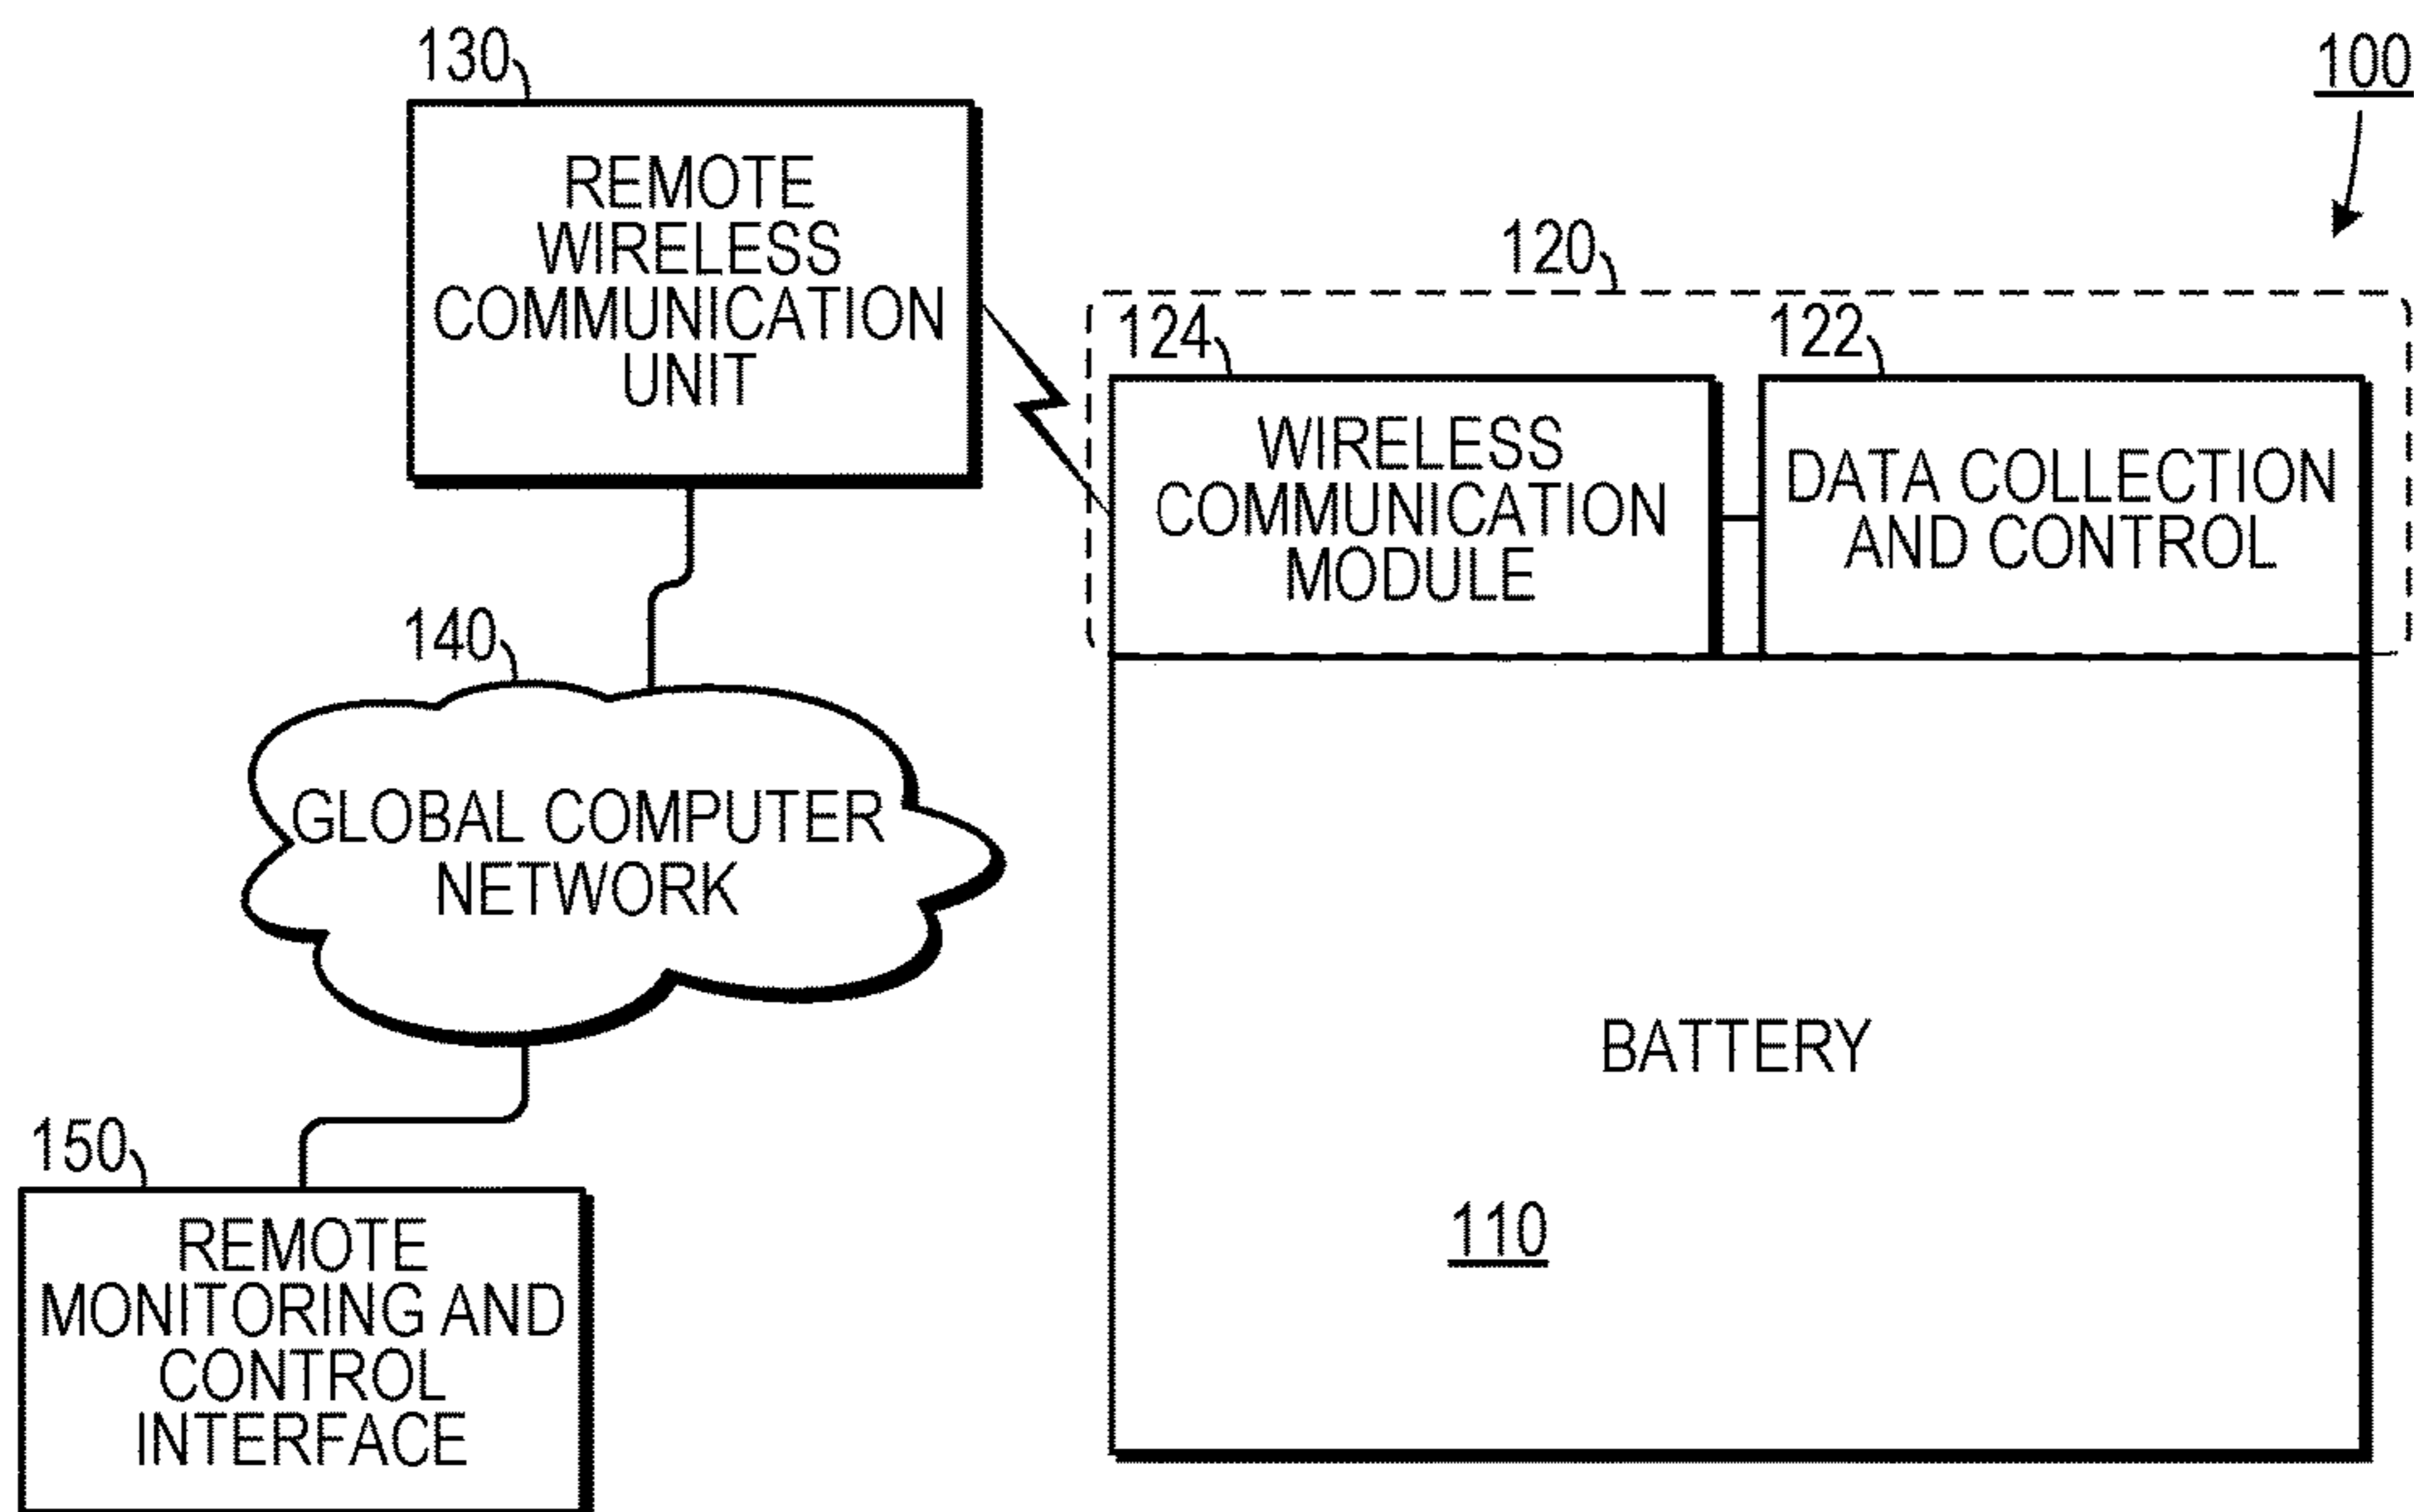 130
REMOTE
WIRELESS
COMMUNICATION
UNIT
100
120
124
WIRELESS
COMMUNICATION
MODULE
122
DATA COLLECTION
AND CONTROL
140
GLOBAL COMPUTER
NETWORK
BATTERY
110
150
REMOTE
MONITORING AND
CONTROL
INTERFACE